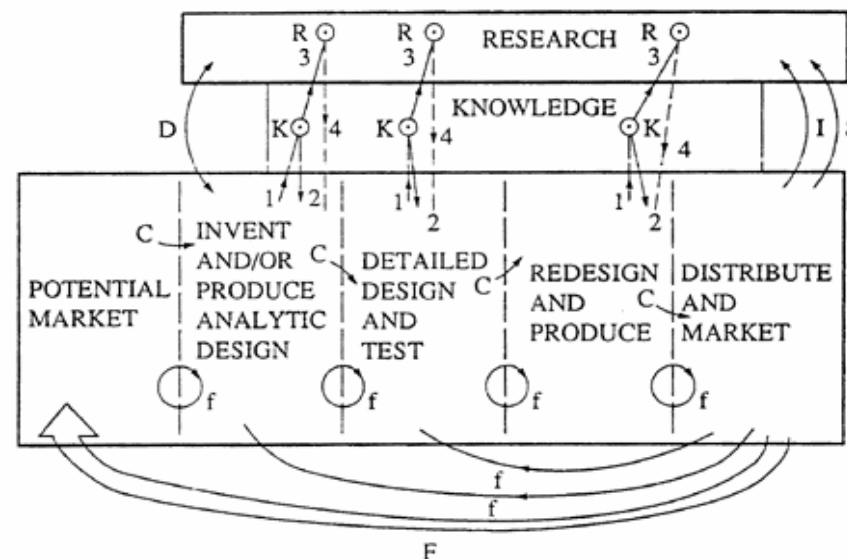 R R R
3 3 3
RESEARCH
KNOWLEDGE
D K 4 K K 4 I
1 2 1 2 1 2
C INVENT
AND/OR
PRODUCE
ANALYTIC
DESIGN
POTENTIAL
MARKET
C DETAILED
DESIGN
AND
TEST
C REDESIGN
AND
PRODUCE
C DISTRIBUTE
AND
MARKET
f f f f
f
f
F